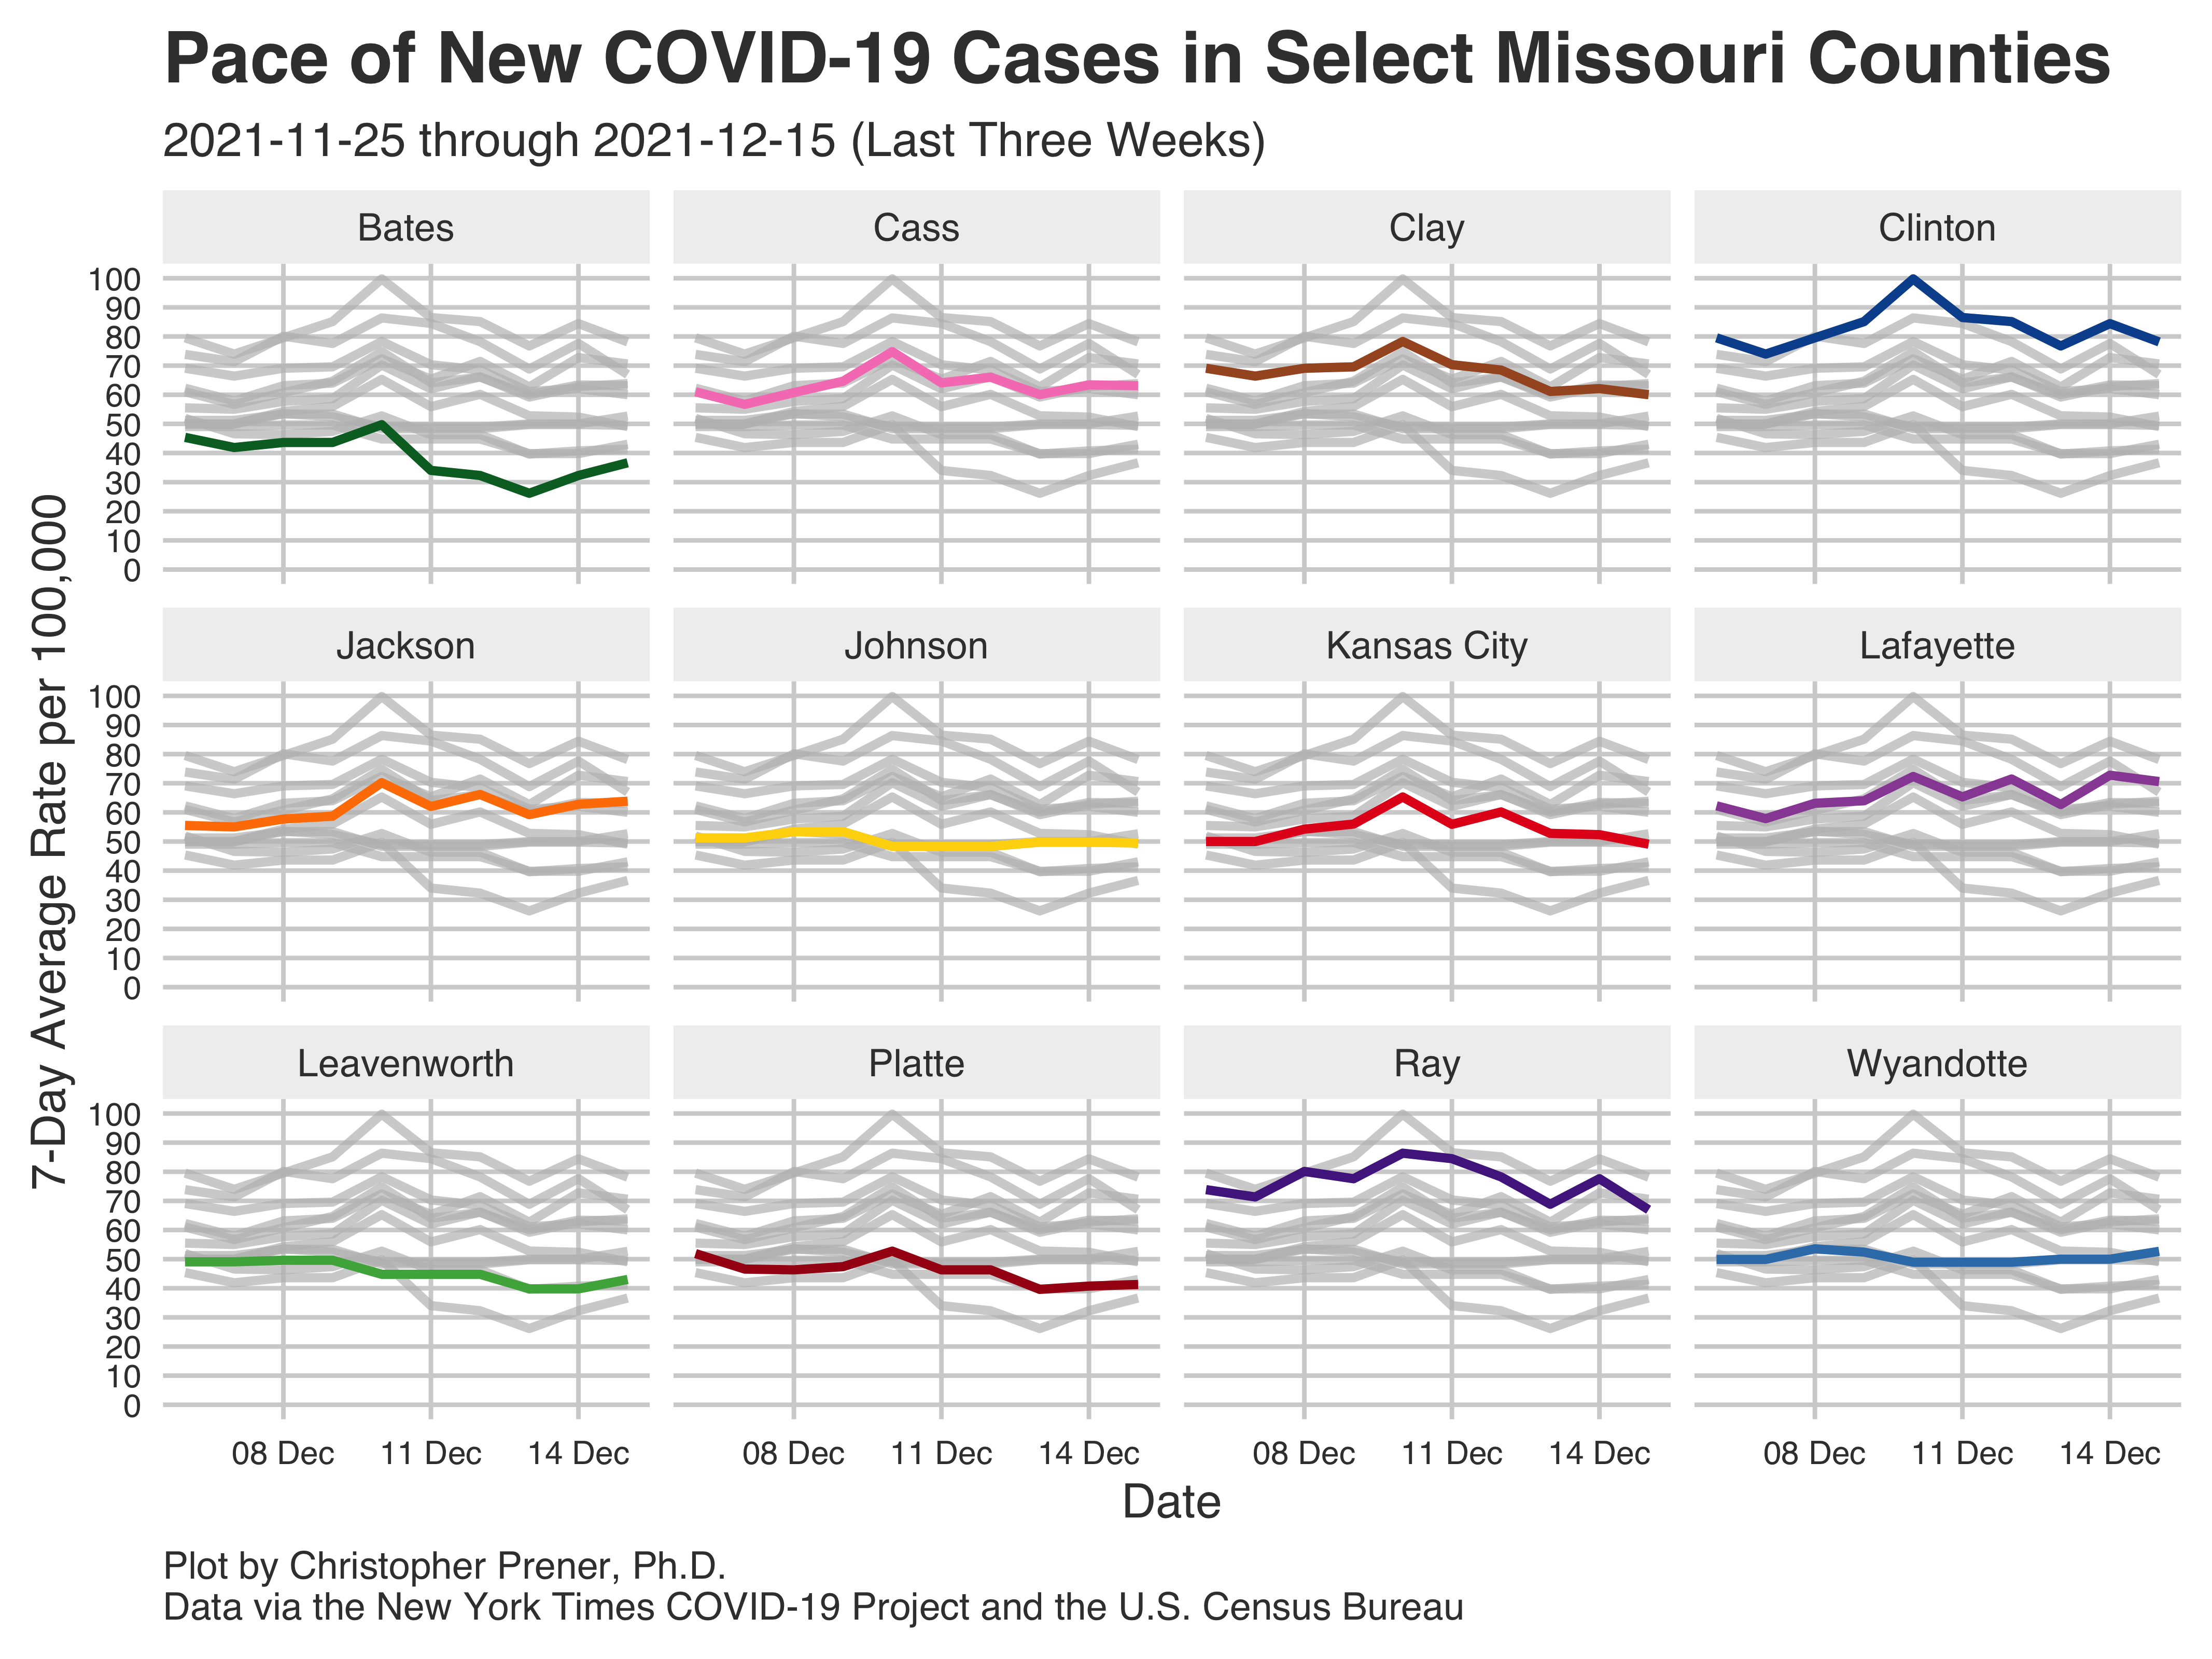 Pace of New COVID-19 Cases in Select Missouri Counties
2021-11-25 through 2021-12-15 (Last Three Weeks)
7-Day Average Rate per 100,000
Bates
Cass
Clay
Clinton
100
90
80
70
60
50
40
30
20
10
0
Jackson
Johnson
Kansas City
Lafayette
100
90
80
70
60
50
40
30
20
10
0
Leavenworth
Platte
Ray
Wyandotte
100
90
80
70
60
50
40
30
20
10
0
08 Dec 11 Dec 14 Dec
08 Dec 11 Dec 14 Dec
08 Dec 11 Dec 14 Dec
08 Dec 11 Dec 14 Dec
Date
Plot by Christopher Prener, Ph.D.
Data via the New York Times COVID-19 Project and the U.S. Census Bureau